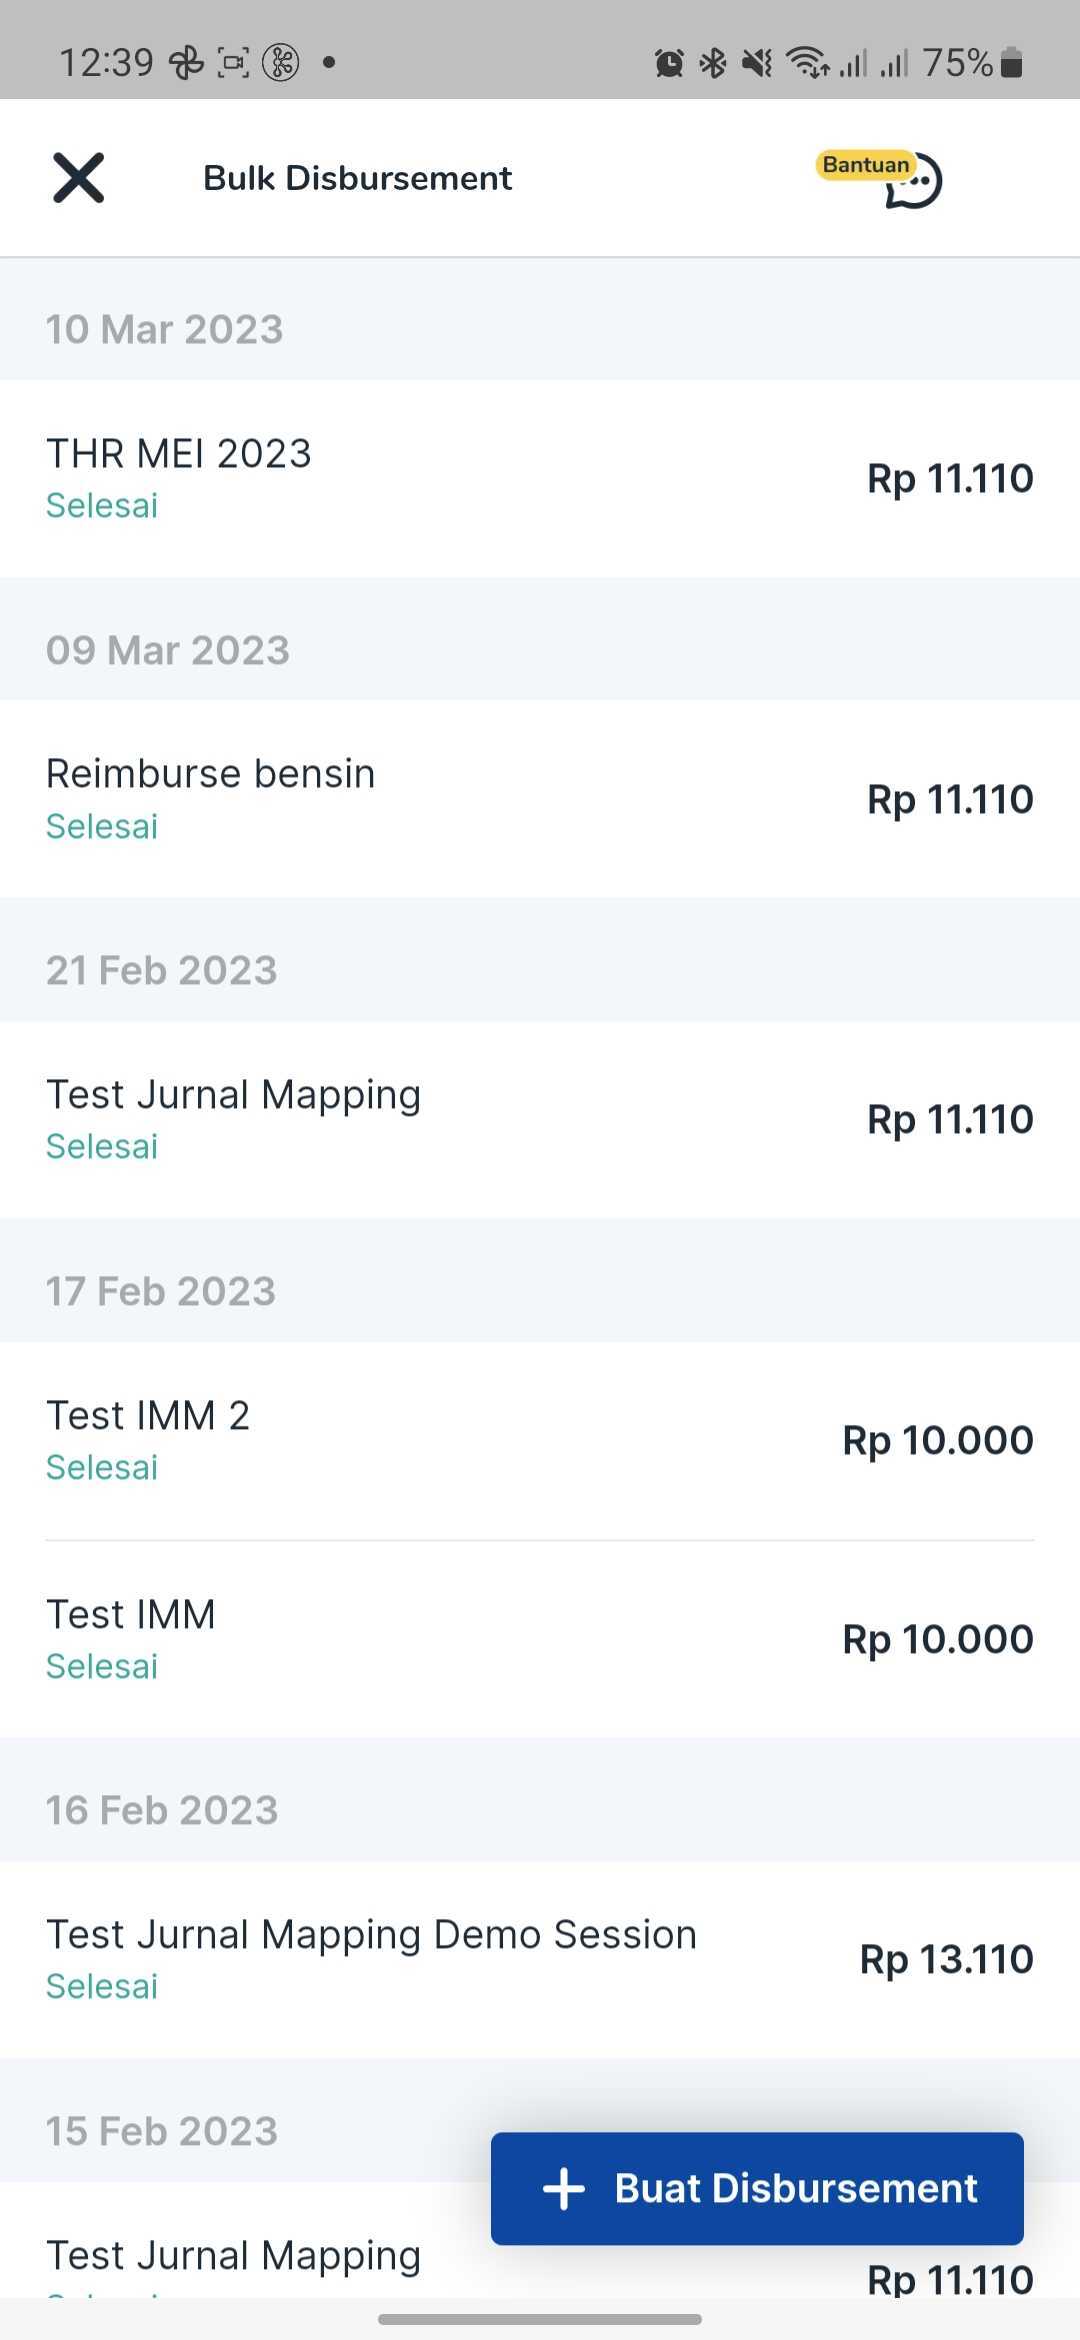 12:39
75%
Bulk Disbursement
Bantuan
10 Mar 2023
THR MEI 2023
Rp 11.110
Selesai
09 Mar 2023
Reimburse bensin
Rp 11.110
Selesai
21 Feb 2023
Test Jurnal Mapping
Rp 11.110
Selesai
17 Feb 2023
Test IMM 2
Rp 10.000
Selesai
Test IMM
Rp 10.000
Selesai
16 Feb 2023
Test Jurnal Mapping Demo Session
Rp 13.110
Selesai
15 Feb 2023
Buat Disbursement
Test Jurnal Mapping
Rp 11.110